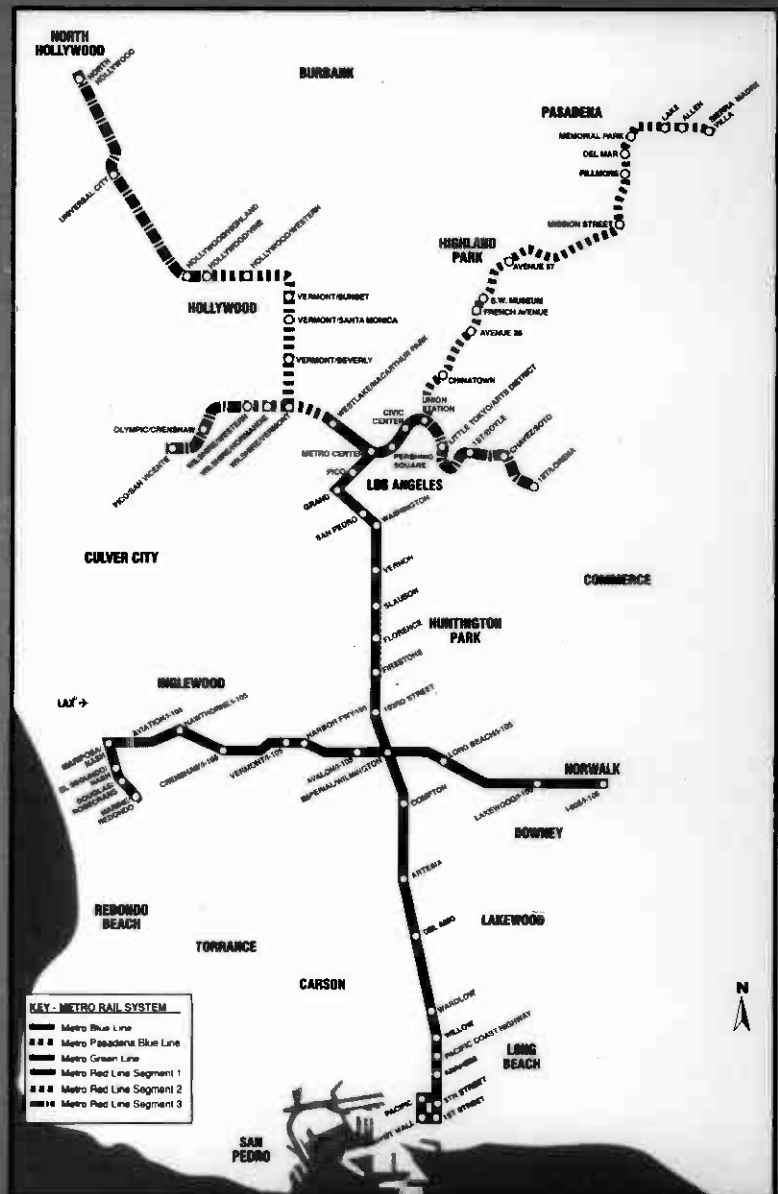 NORTH
HOLLYWOOD
NORTH
HOLLYWOOD
BURBANK
PASADENA
LAKE
ALLEN
SIERRA MADRE
VILLA
MEMORIAL PARK
DEL MAR
FILLMORE
UNIVERSAL CITY
MISSION STREET
HOLLYWOOD/HIGHLAND
HOLLYWOOD/VINE
HOLLYWOOD/WESTERN
HIGHLAND
PARK
AVENUE 57
HOLLYWOOD
VERMONT/SUNSET
S.W. MUSEUM
FRENCH AVENUE
VERMONT/SANTA MONICA
AVENUE 26
VERMONT/BEVERLY
WESTLAKE/MACARTHUR PARK
CHINATOWN
UNION
STATION
CIVIC
CENTER
LITTLE TOKYO/ARTS DISTRICT
1ST/BOYLE
CHAVEZ/SOTO
1ST/LORENA
OLYMPIC/CRENSHAW
PICO/SAN VICENTE
WILSHIRE/WESTERN
WILSHIRE/NORMANDIE
WILSHIRE/VERMONT
METRO CENTER
PERSHING
SQUARE
PICO
LOS ANGELES
GRAND
SAN PEDRO
WASHINGTON
CULVER CITY
VERNON
COMMERCE
SLAUSON
FLORENCE
HUNTINGTON
PARK
FIRESTONE
INGLEWOOD
LAX
103RD STREET
AVIATION/I-105
HAWTHORNE/I-105
HARBOR FWY/I-105
LONG BEACH/I-105
MARIPOSA/
NASH
EL SEGUNDO/
NASH
DOUGLAS/
ROSECRANS
MARINE/
REDONDO
CRENSHAW/I-105
VERMONT/I-105
AVALON/I-105
IMPERIAL/WILMINGTON
NORWALK
LAKEWOOD/I-105
I-605/I-105
COMPTON
DOWNEY
ARTESIA
REDONDO
BEACH
LAKEWOOD
DEL AMO
TORRANCE
CARSON
WARDLOW
WILLOW
PACIFIC COAST HIGHWAY
ANAHEIM
LONG
BEACH
5TH STREET
1ST STREET
PACIFIC
MALL
SAN
PEDRO
N
KEY - METRO RAIL SYSTEM
Metro Blue Line
Metro Pasadena Blue Line
Metro Green Line
Metro Red Line Segment 1
Metro Red Line Segment 2
Metro Red Line Segment 3